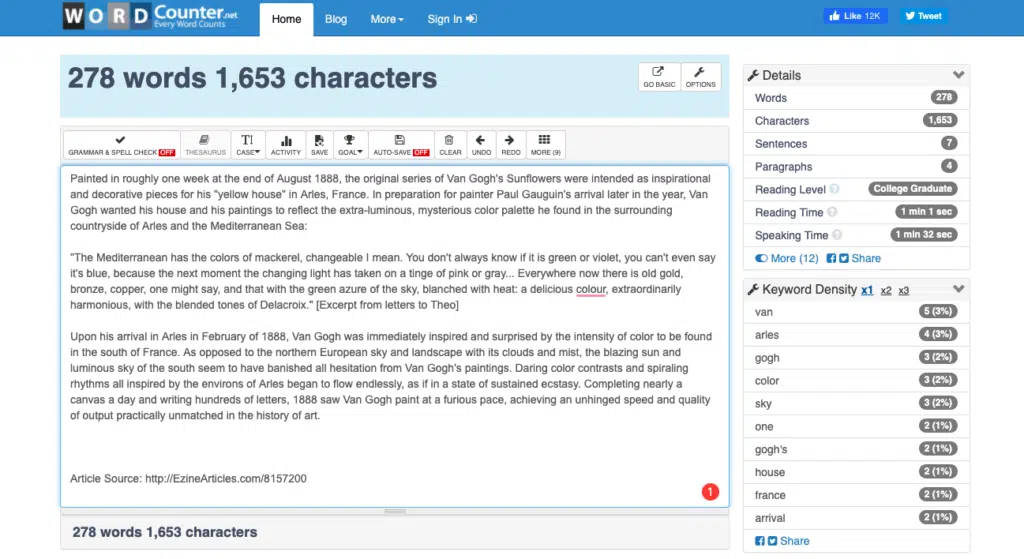 WORD Counter.net
Every Word Counts
Home Blog More Sign In
Like 12K Tweet
278 words 1,653 characters
GO BASIC OPTIONS
GRAMMAR & SPELL CHECK OFF THESAURUS CASE ACTIVITY SAVE GOAL AUTO-SAVE OFF CLEAR UNDO REDO MORE (9)
Painted in roughly one week at the end of August 1888, the original series of Van Gogh's Sunflowers were intended as inspirational
and decorative pieces for his "yellow house" in Arles, France. In preparation for painter Paul Gauguin's arrival later in the year, Van
Gogh wanted his house and his paintings to reflect the extra-luminous, mysterious color palette he found in the surrounding
countryside of Arles and the Mediterranean Sea:
"The Mediterranean has the colors of mackerel, changeable I mean. You don't always know if it is green or violet, you can't even say
it's blue, because the next moment the changing light has taken on a tinge of pink or gray... Everywhere now there is old gold,
bronze, copper, one might say, and that with the green azure of the sky, blanched with heat: a delicious colour, extraordinarily
harmonious, with the blended tones of Delacroix." [Excerpt from letters to Theo]
Upon his arrival in Arles in February of 1888, Van Gogh was immediately inspired and surprised by the intensity of color to be found
in the south of France. As opposed to the northern European sky and landscape with its clouds and mist, the blazing sun and
luminous sky of the south seem to have banished all hesitation from Van Gogh's paintings. Daring color contrasts and spiraling
rhythms all inspired by the environs of Arles began to flow endlessly, as if in a state of sustained ecstasy. Completing nearly a
canvas a day and writing hundreds of letters, 1888 saw Van Gogh paint at a furious pace, achieving an unhinged speed and quality
of output practically unmatched in the history of art.
Article Source: http://EzineArticles.com/8157200
1
278 words 1,653 characters
Details
Words 278
Characters 1,653
Sentences 7
Paragraphs 4
Reading Level ? College Graduate
Reading Time ? 1 min 1 sec
Speaking Time ? 1 min 32 sec
More (12) Share
Keyword Density x1 x2 x3
van 5 (3%)
arles 4 (3%)
gogh 3 (2%)
color 3 (2%)
sky 3 (2%)
one 2 (1%)
gogh's 2 (1%)
house 2 (1%)
france 2 (1%)
arrival 2 (1%)
Share